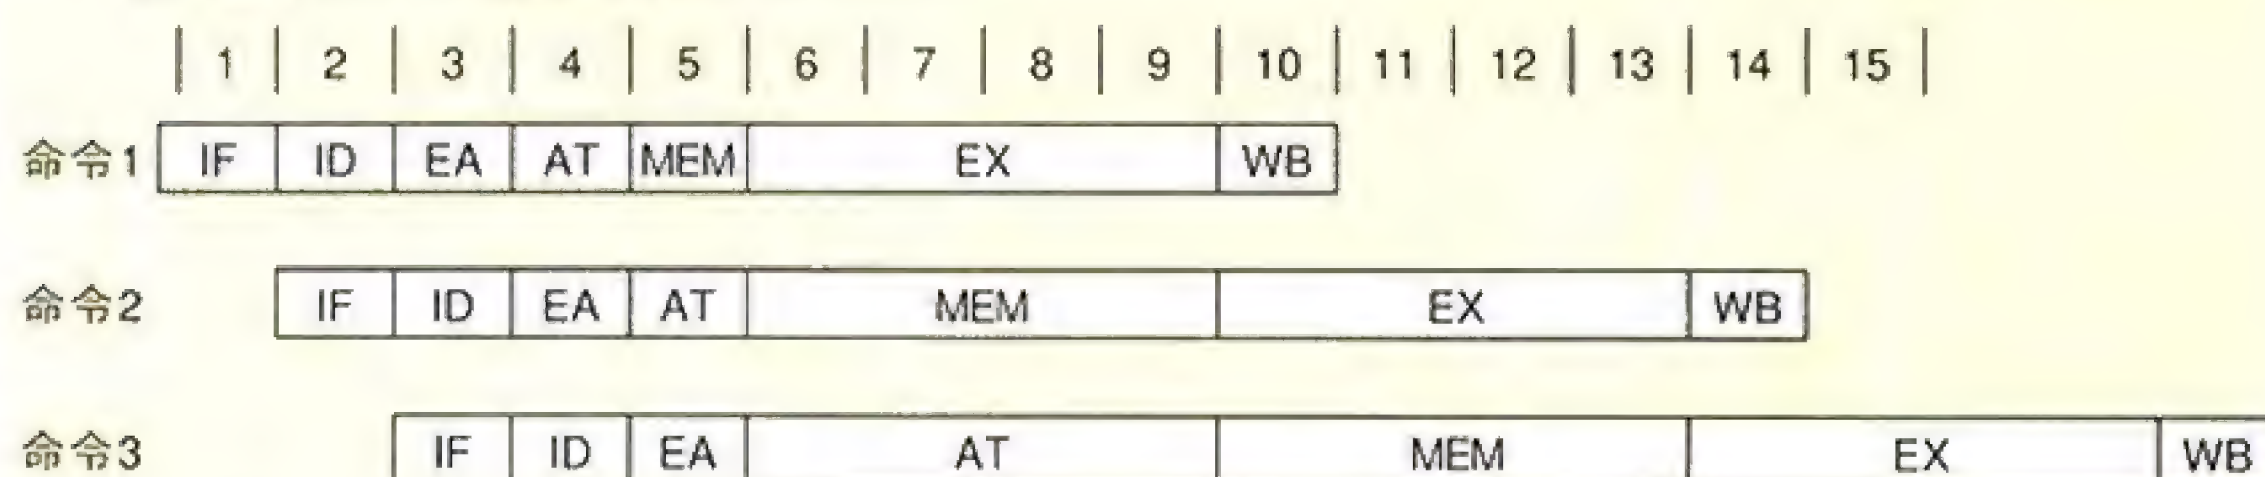 1 2 3 4 5 6 7 8 9 10 11 12 13 14 15
命令1 IF ID EA AT MEM EX WB
命令2 IF ID EA AT MEM EX WB
命令3 IF ID EA AT MEM EX WB